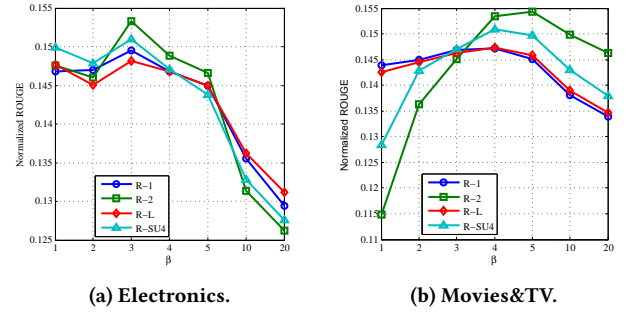 0.155
0.15
0.145
0.14
0.135
0.13
0.125
Normalized ROUGE
R−1
R−2
R−L
R−SU4
1 2 3 4 5 10 20
β
(a) Electronics.
0.155
0.15
0.145
0.14
0.135
0.13
0.125
0.12
0.115
0.11
Normalized ROUGE
R−1
R−2
R−L
R−SU4
1 2 3 4 5 10 20
β
(b) Movies&TV.